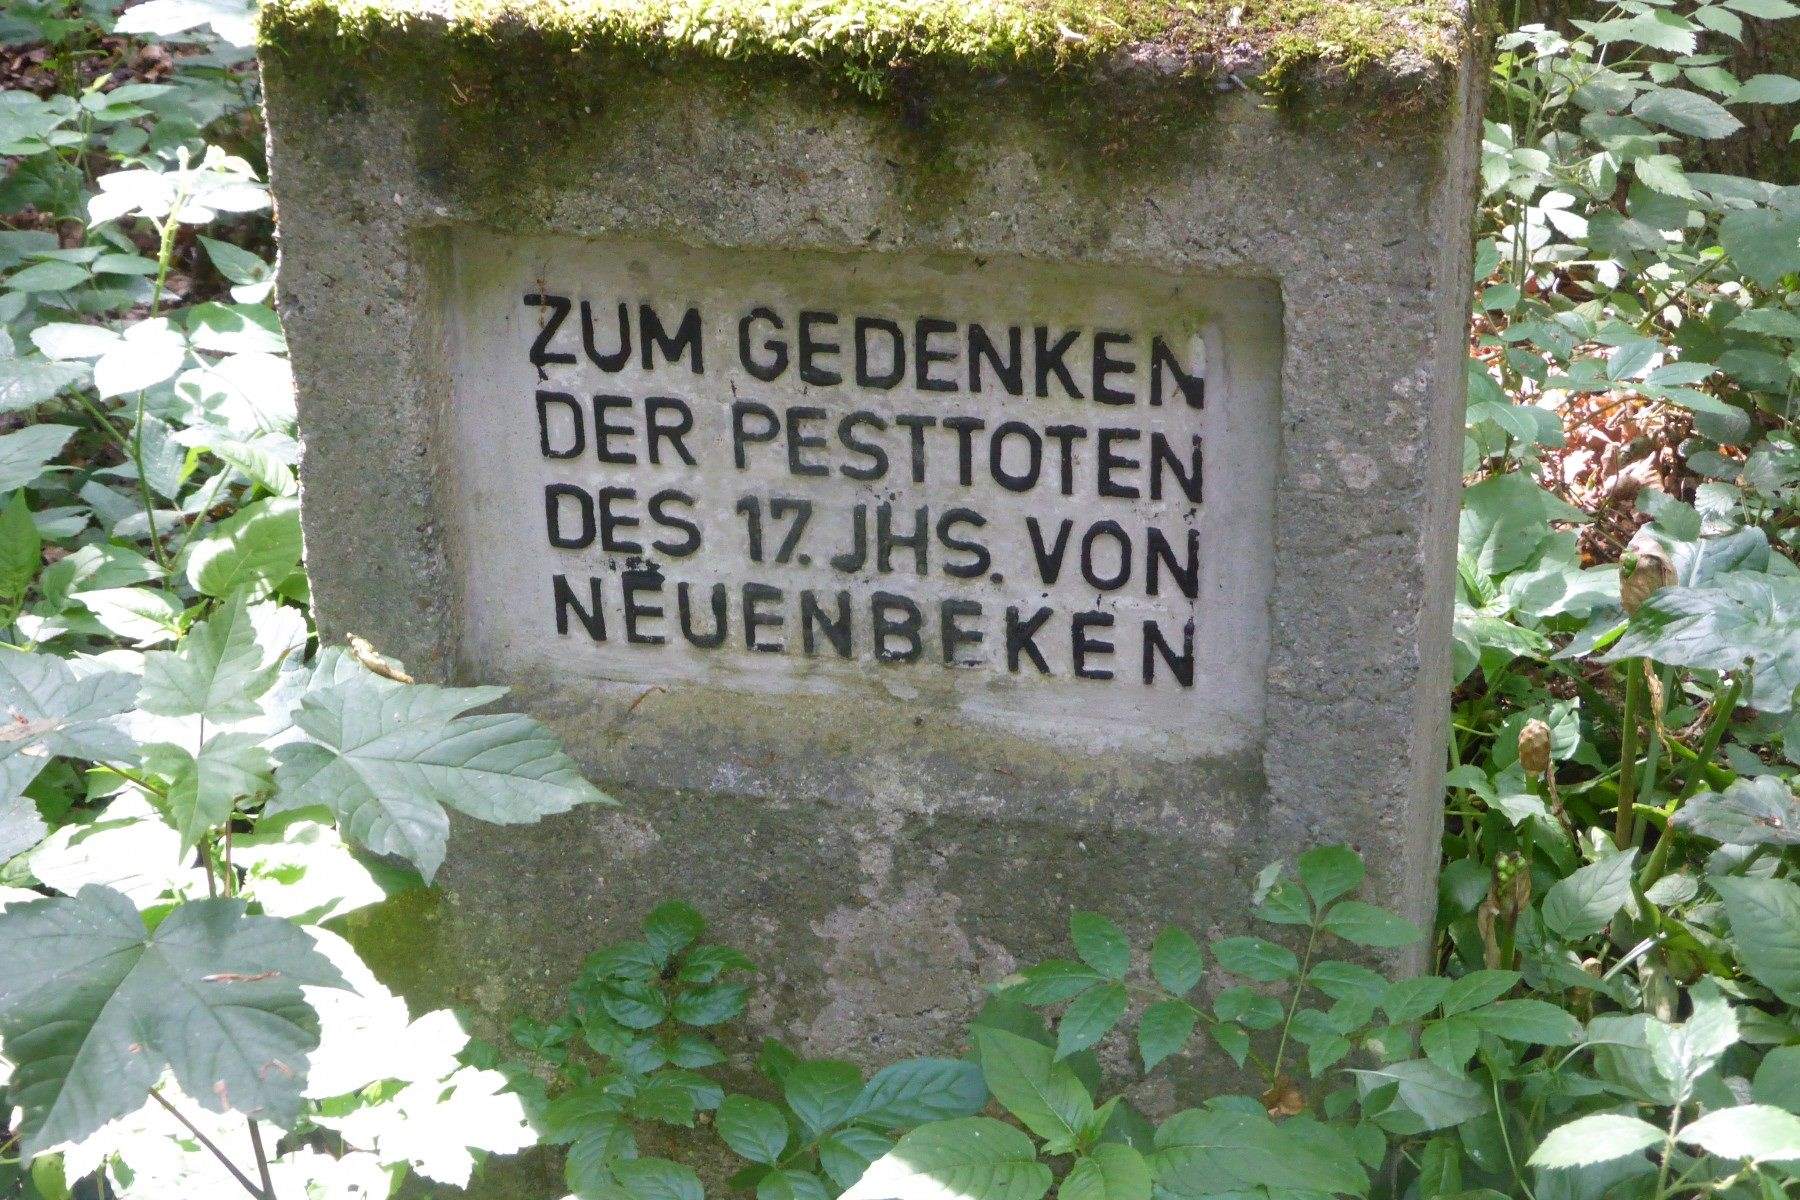 ZUM GEDENKEN
DER PESTTOTEN
DES 17. JHS. VON
NEUENBEKEN